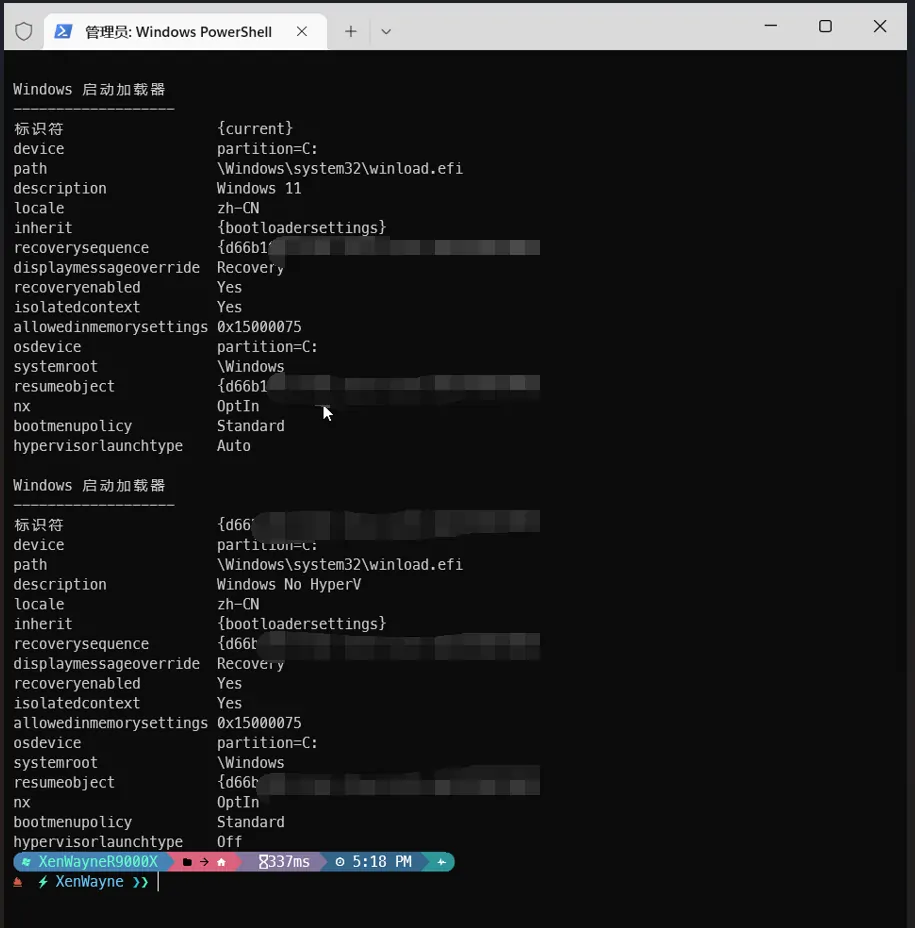 管理员: Windows PowerShell
Windows 启动加载器
-------------------
标识符 {current}
device partition=C:
path \Windows\system32\winload.efi
description Windows 11
locale zh-CN
inherit {bootloadersettings}
recoverysequence {d66b1
displaymessageoverride Recovery
recoveryenabled Yes
isolatedcontext Yes
allowedinmemorysettings 0x15000075
osdevice partition=C:
systemroot \Windows
resumeobject {d66b1
nx OptIn
bootmenupolicy Standard
hypervisorlaunchtype Auto
Windows 启动加载器
-------------------
标识符 {d66
device partition=C:
path \Windows\system32\winload.efi
description Windows No HyperV
locale zh-CN
inherit {bootloadersettings}
recoverysequence {d66b
displaymessageoverride Recovery
recoveryenabled Yes
isolatedcontext Yes
allowedinmemorysettings 0x15000075
osdevice partition=C:
systemroot \Windows
resumeobject {d66b
nx OptIn
bootmenupolicy Standard
hypervisorlaunchtype Off
XenWayneR9000X 337ms 5:18 PM
XenWayne ❯❯